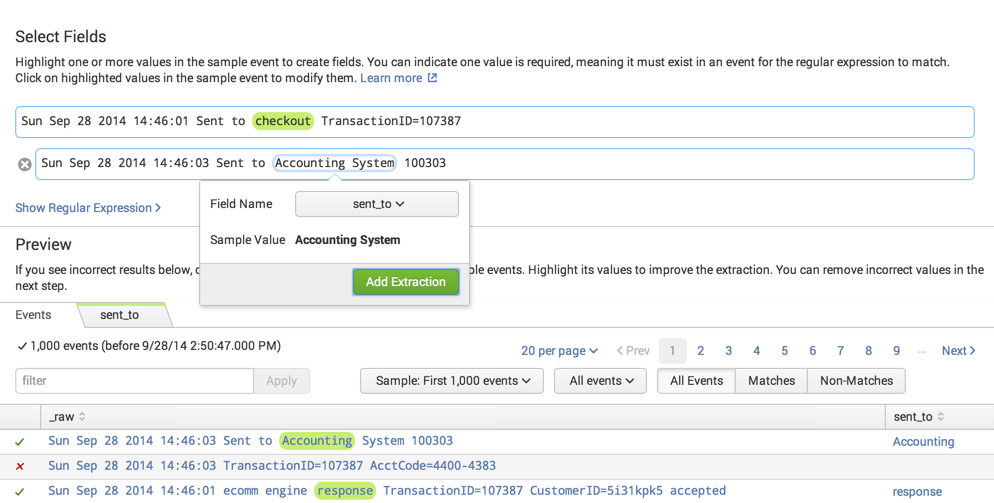 Select Fields
Highlight one or more values in the sample event to create fields. You can indicate one value is required, meaning it must exist in an event for the regular expression to match.
Click on highlighted values in the sample event to modify them. Learn more
Sun Sep 28 2014 14:46:01 Sent to checkout TransactionID=107387
Sun Sep 28 2014 14:46:03 Sent to Accounting System 100303
Show Regular Expression >
Field Name sent_to
Sample Value Accounting System
Add Extraction
Preview
If you see incorrect results below, ple events. Highlight its values to improve the extraction. You can remove incorrect values in the
next step.
Events sent_to
✓ 1,000 events (before 9/28/14 2:50:47.000 PM)
20 per page < Prev 1 2 3 4 5 6 7 8 9 ... Next >
filter Apply Sample: First 1,000 events All events All Events Matches Non-Matches
_raw sent_to
Sun Sep 28 2014 14:46:03 Sent to Accounting System 100303 Accounting
Sun Sep 28 2014 14:46:03 TransactionID=107387 AcctCode=4400-4383
Sun Sep 28 2014 14:46:01 ecomm engine response TransactionID=107387 CustomerID=5i31kpk5 accepted response